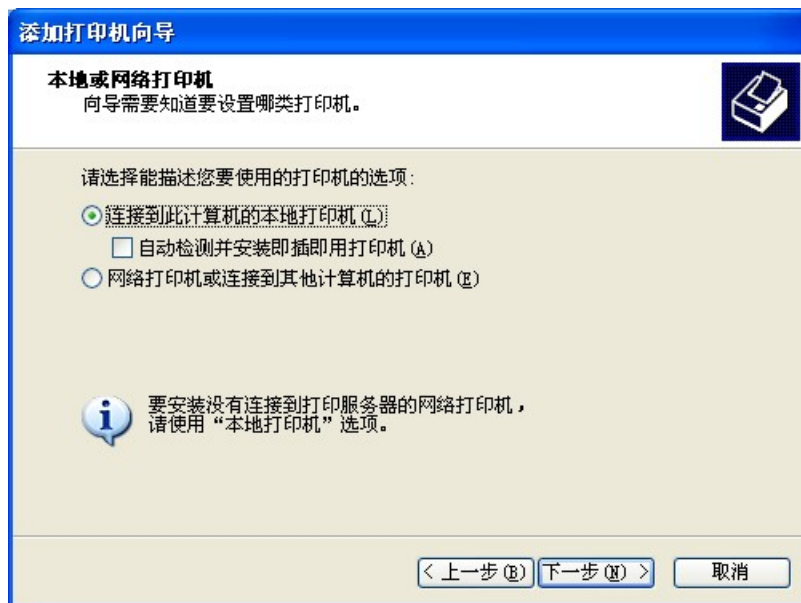 添加打印机向导
本地或网络打印机
向导需要知道要设置哪类打印机。
请选择能描述您要使用的打印机的选项:
连接到此计算机的本地打印机(L)
自动检测并安装即插即用打印机(A)
网络打印机或连接到其他计算机的打印机(E)
要安装没有连接到打印服务器的网络打印机，
请使用“本地打印机”选项。
< 上一步(B) 下一步(N) > 取消